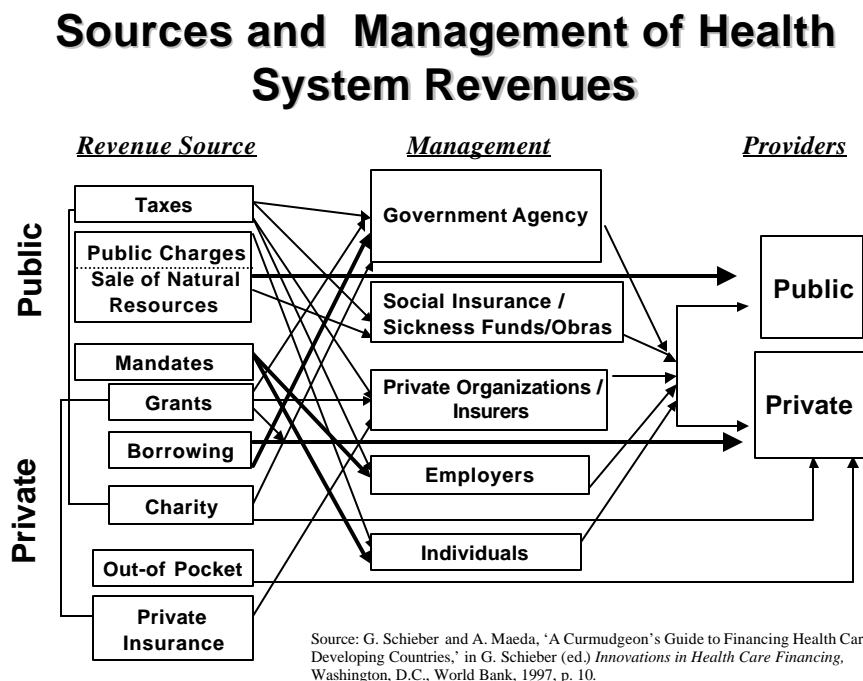 Sources and Management of Health
System Revenues
Revenue Source
Management
Providers
Public
Private
Taxes
Public Charges
Sale of Natural
Resources
Mandates
Grants
Borrowing
Charity
Out-of Pocket
Private
Insurance
Government Agency
Social Insurance /
Sickness Funds/Obras
Private Organizations /
Insurers
Employers
Individuals
Public
Private
Source: G. Schieber and A. Maeda, ‘A Curmudgeon’s Guide to Financing Health Car
Developing Countries,’ in G. Schieber (ed.) Innovations in Health Care Financing,
Washington, D.C., World Bank, 1997, p. 10.